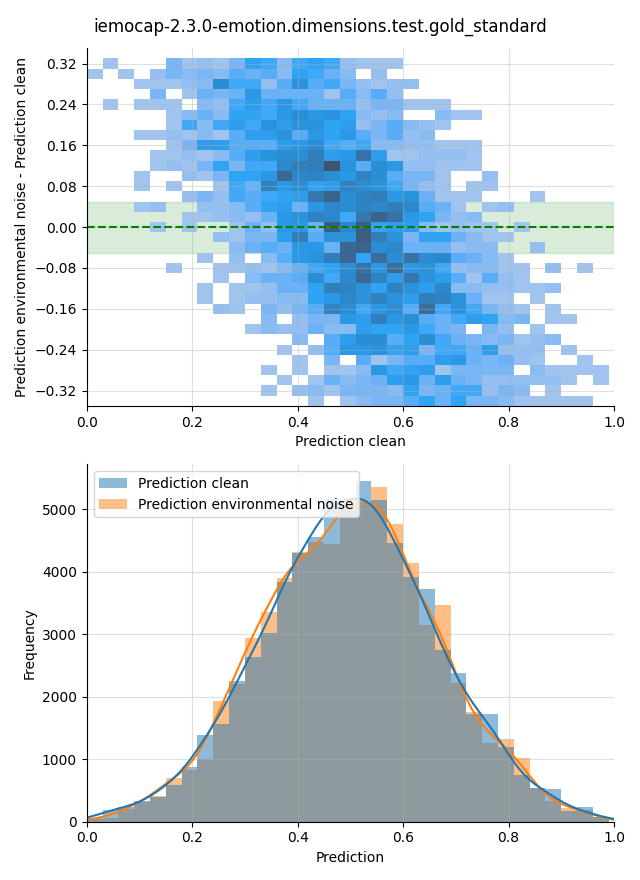 iemocap-2.3.0-emotion.dimensions.test.gold_standard
Prediction environmental noise - Prediction clean
0.32
0.24
0.16
0.08
0.00
−0.08
−0.16
−0.24
−0.32
0.0 0.2 0.4 0.6 0.8 1.0
Prediction clean
Prediction clean
Prediction environmental noise
Frequency
5000
4000
3000
2000
1000
0
0.0 0.2 0.4 0.6 0.8 1.0
Prediction